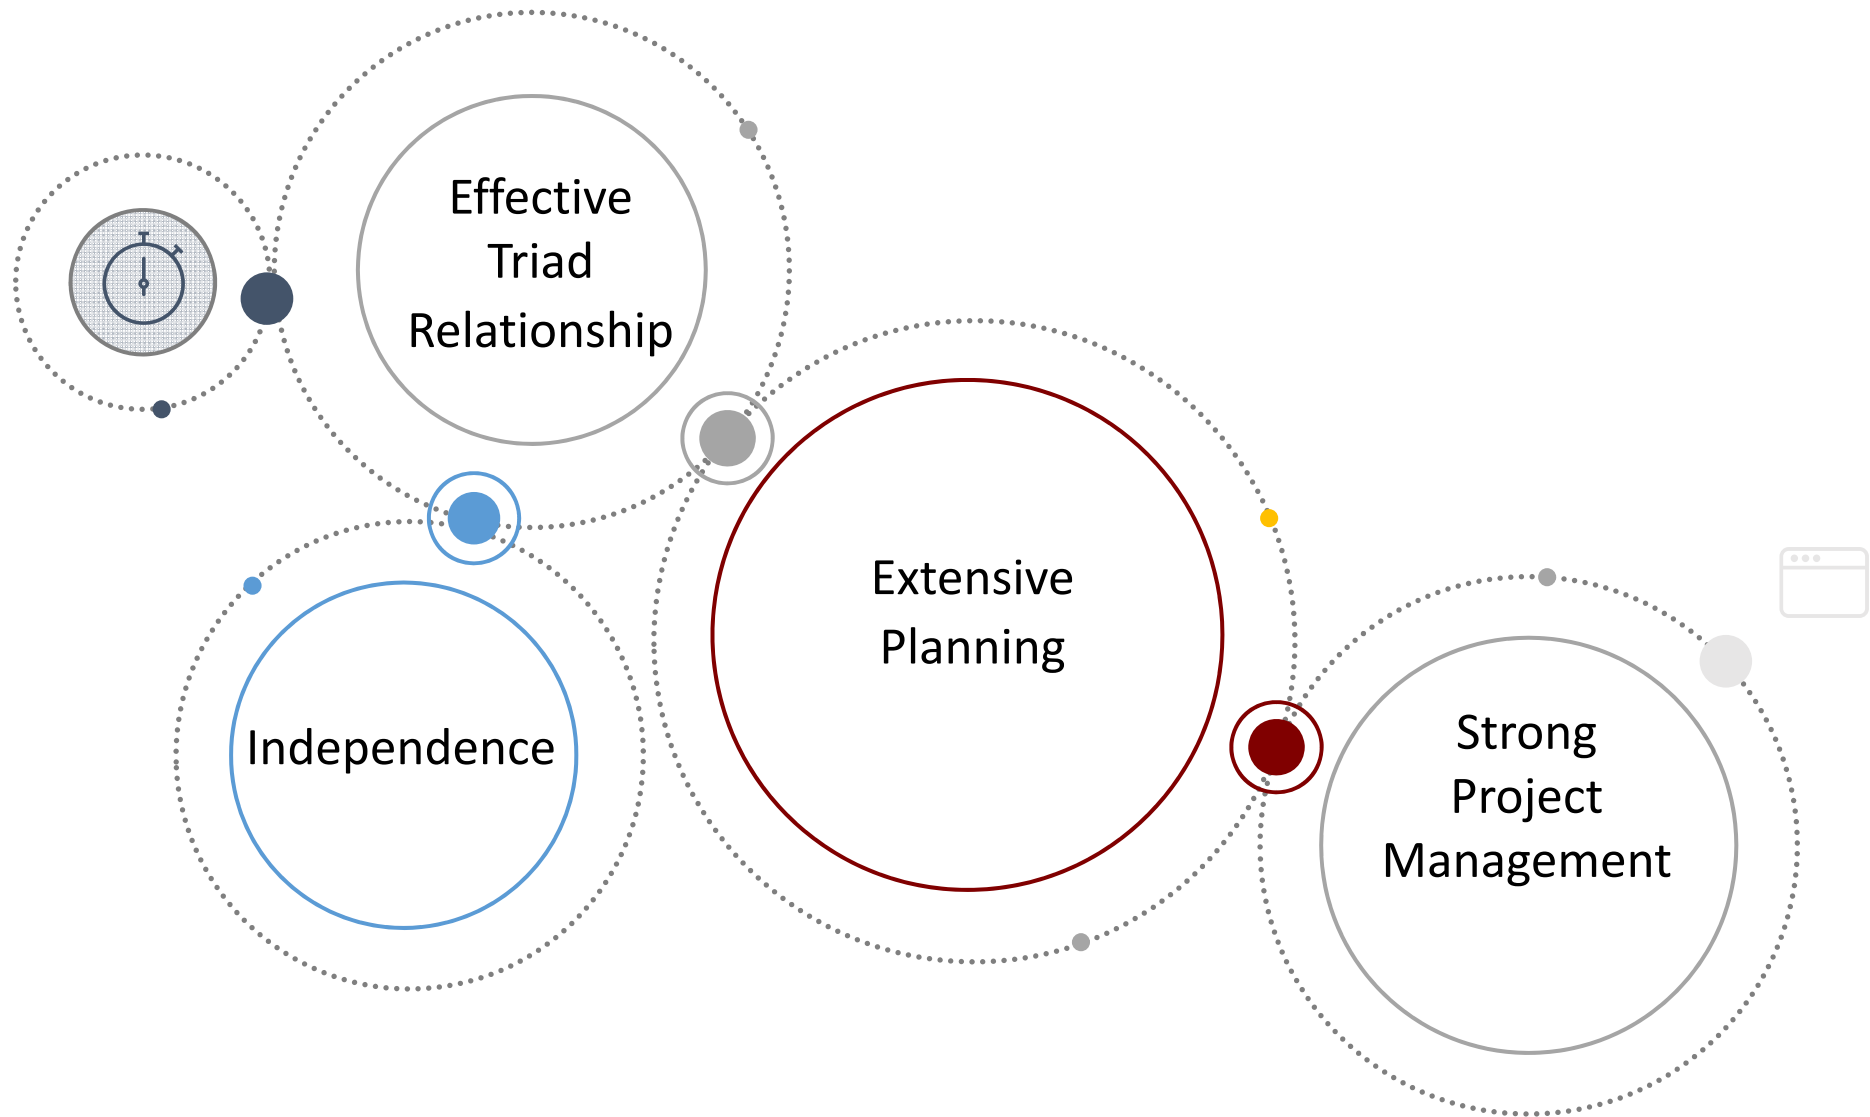 Effective
Triad
Relationship
Extensive
Planning
Independence
Strong
Project
Management